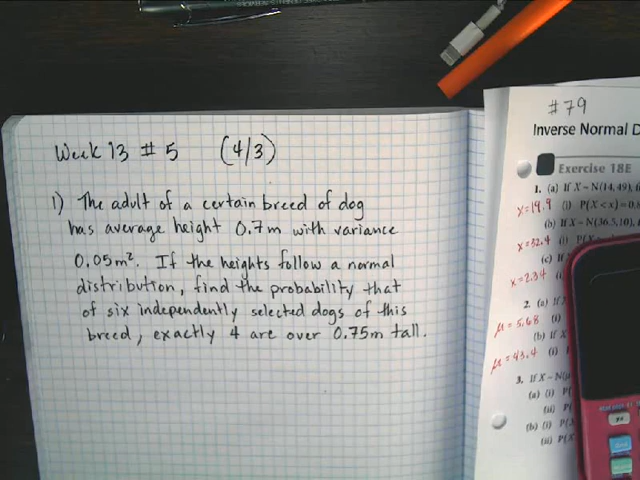 Week 13 # 5 (4/3)
1) The adult of a certain breed of dog
has average height 0.7m with variance
0.05m². If the heights follow a normal
distribution, find the probability that
of six independently selected dogs of this
breed, exactly 4 are over 0.75m tall.
#79
Inverse Normal D
Exercise 18E
1. (a) If X ~ N(14,49),
x=19.9 (i) P(X < x) = 0.8
(b) If X ~ N(36.5,10),
x=32.4 (i)
(c) If
x=2.34 (i)
2. (a) If
μ = 5.68 (i)
(b) If X
μ = 43.4 (i)
3. If X ~ N(
(a) (i) P(
(ii) P(
(b) (i) P(
(ii) P(